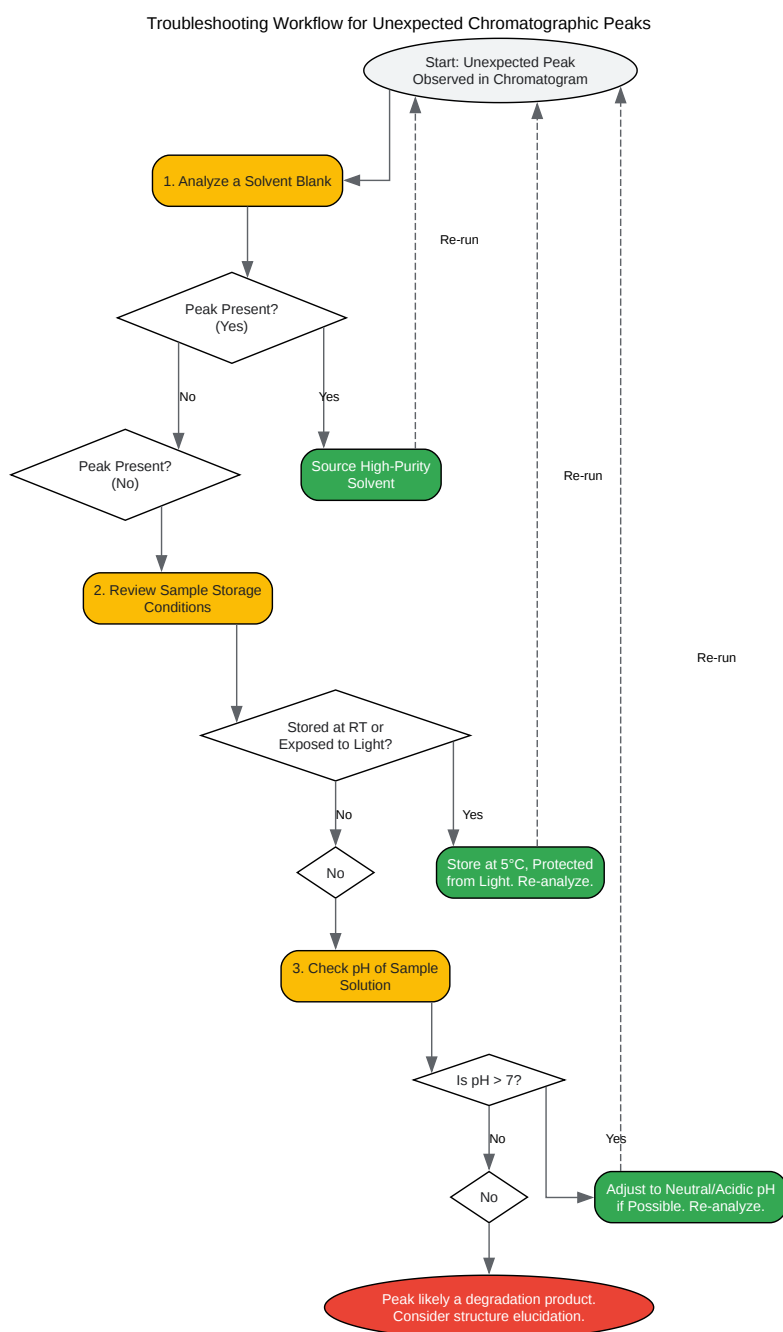 Troubleshooting Workflow for Unexpected Chromatographic Peaks
Start: Unexpected Peak
Observed in Chromatogram
1. Analyze a Solvent Blank
Re-run
Peak Present?
(Yes)
No
Yes
Peak Present?
(No)
Source High-Purity
Solvent
Re-run
2. Review Sample Storage
Conditions
Re-run
Stored at RT or
Exposed to Light?
No
Yes
No
Store at 5°C, Protected
from Light. Re-analyze.
3. Check pH of Sample
Solution
Is pH > 7?
No
Yes
No
Adjust to Neutral/Acidic pH
if Possible. Re-analyze.
Peak likely a degradation product.
Consider structure elucidation.